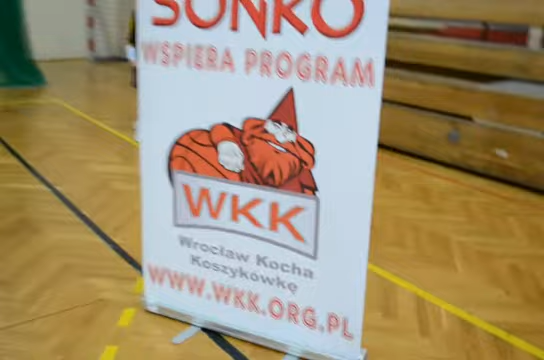 SONKO
WSPIERA PROGRAM
WKK
Wrocław Kocha
Koszykówkę
WWW.WKK.ORG.PL